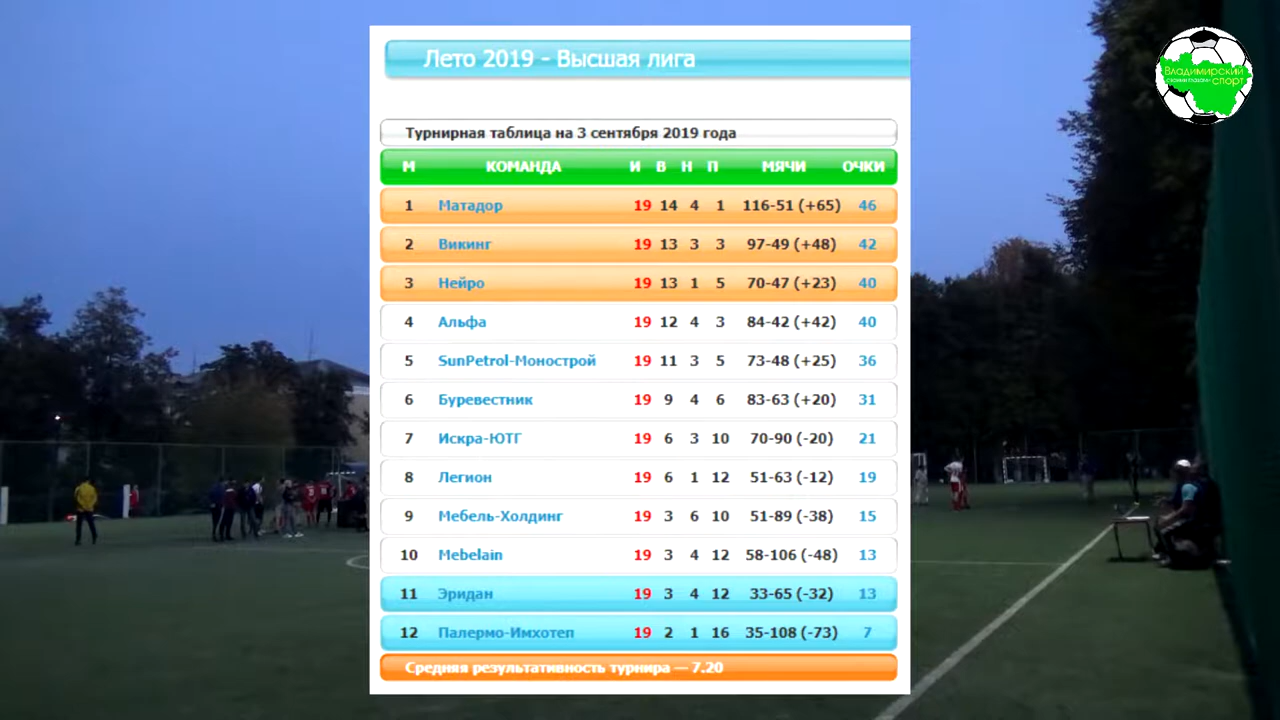 Лето 2019 - Высшая лига
Владимирский
спорт
Турнирная таблица на 3 сентября 2019 года
М КОМАНДА И В Н П МЯЧИ ОЧКИ
1 Матадор 19 14 4 1 116-51 (+65) 46
2 Викинг 19 13 3 3 97-49 (+48) 42
3 Нейро 19 13 1 5 70-47 (+23) 40
4 Альфа 19 12 4 3 84-42 (+42) 40
5 SunPetrol-Монострой 19 11 3 5 73-48 (+25) 36
6 Буревестник 19 9 4 6 83-63 (+20) 31
7 Искра-ЮТГ 19 6 3 10 70-90 (-20) 21
8 Легион 19 6 1 12 51-63 (-12) 19
9 Мебель-Холдинг 19 3 6 10 51-89 (-38) 15
10 Mebelain 19 3 4 12 58-106 (-48) 13
11 Эридан 19 3 4 12 33-65 (-32) 13
12 Палермо-Имхотеп 19 2 1 16 35-108 (-73) 7
Средняя результативность турнира — 7.20